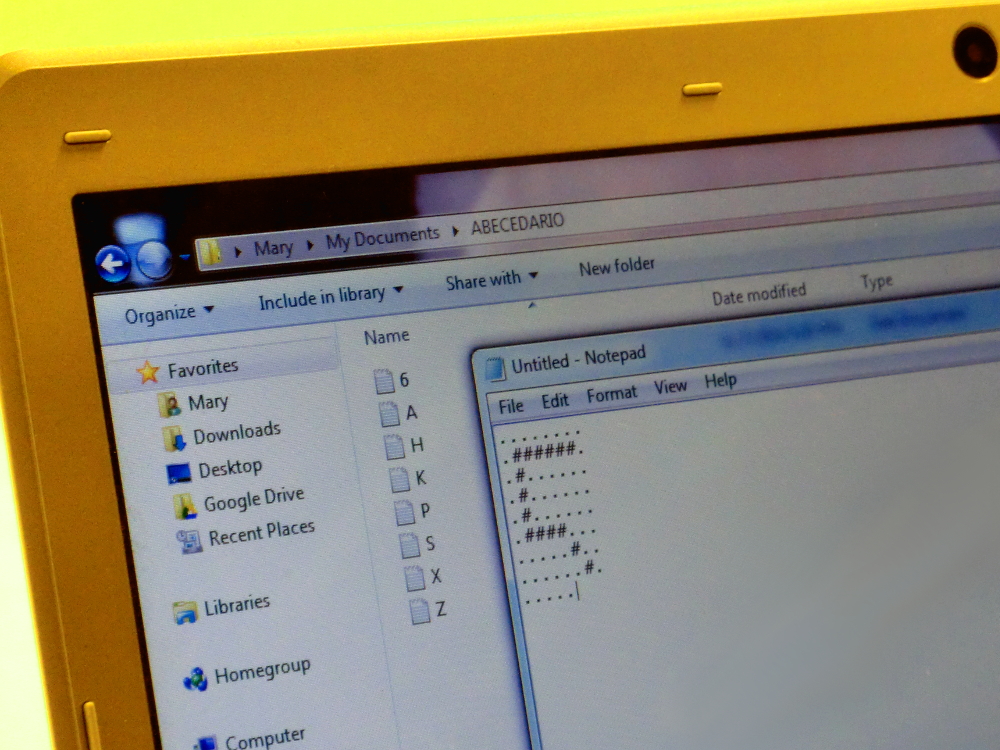 Mary My Documents ABECEDARIO
Organize Include in library Share with New folder
Name Date modified Type
Favorites
Mary
Downloads
Desktop
Google Drive
Recent Places
Libraries
Homegroup
Computer
6
A
H
K
P
S
X
Z
Untitled - Notepad
File Edit Format View Help
........
.######.
.#......
.#......
.#......
.####...
.....#..
......#.
.....